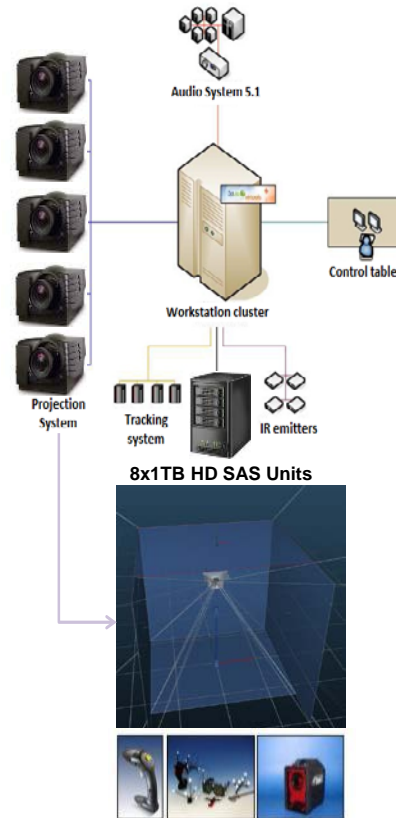 Audio System 5.1
Control table
Workstation cluster
Projection
System
Tracking
system
IR emitters
8x1TB HD SAS Units